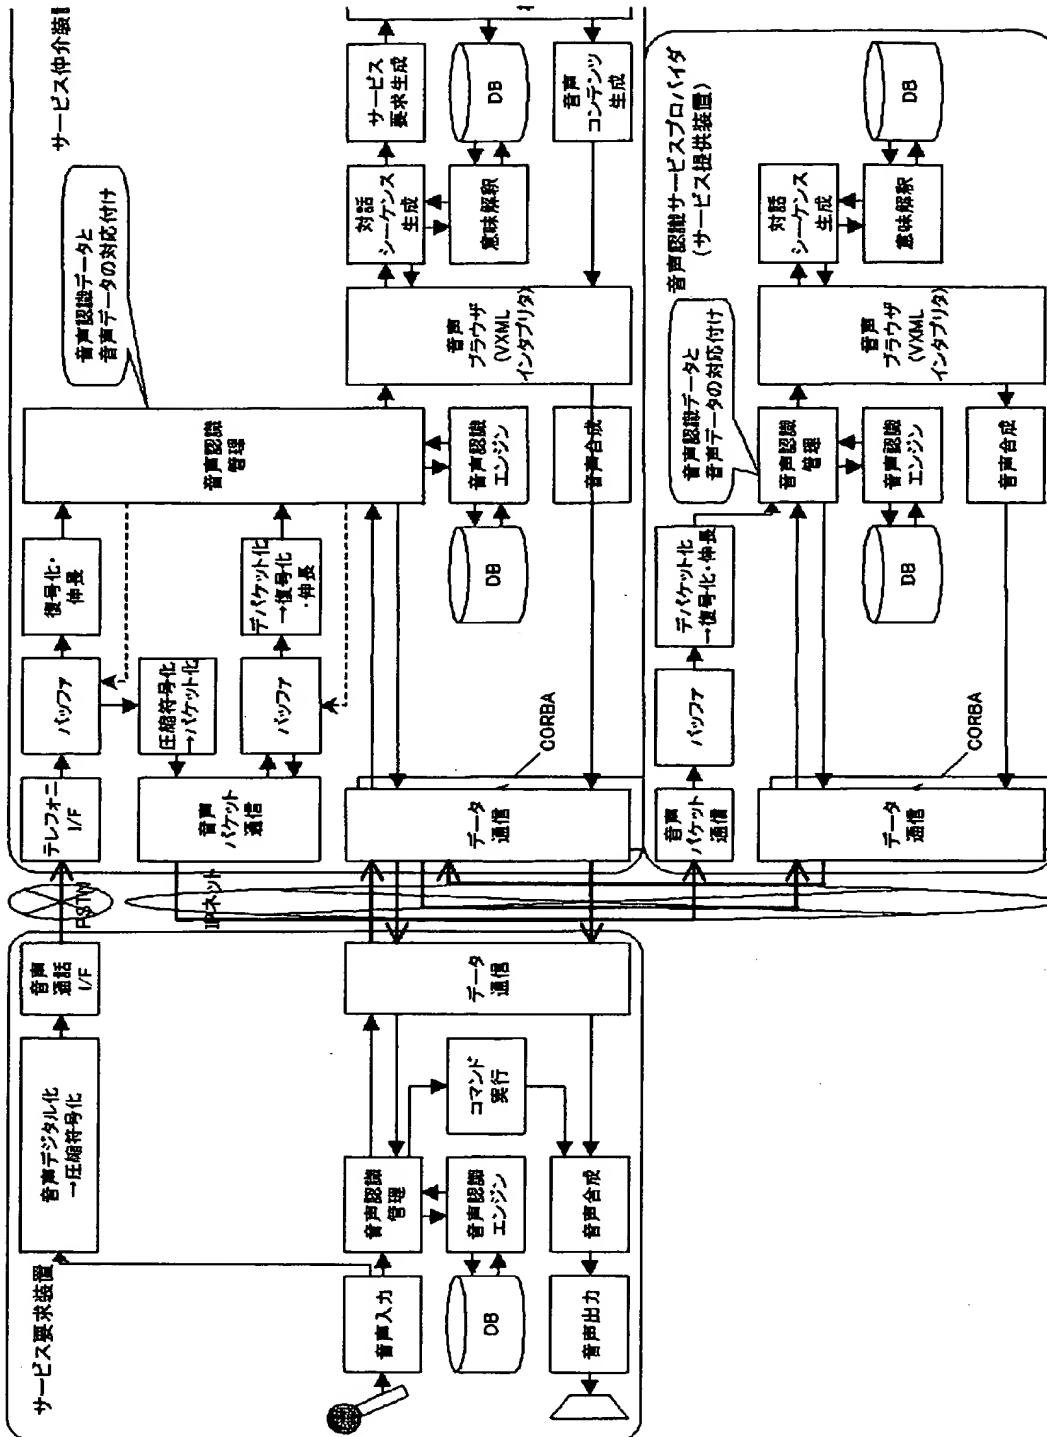 サービス要求装置
音声デジタル化
→圧縮符号化
音声
通話
I/F
音声入力
音声認識
管理
音声認識
エンジン
DB
コマンド
実行
音声出力
音声合成
データ
通信
PSTN
IPネット
サービス仲介装
テレフォニ
I/F
バッファ
復号化・
伸長
圧縮符号化
→パケット化
音声
パケット
通信
バッファ
デパケット化
→復号化
・伸長
音声認識
管理
音声認識データと
音声データの対応付け
データ
通信
CORBA
DB
音声認識
エンジン
音声合成
音声
ブラウザ
(VXML
インタプリタ)
対話
シーケンス
生成
意味解釈
サービス
要求生成
DB
音声
コンテンツ
生成
音声認識サービスプロバイダ
(サービス提供装置)
音声
パケット
通信
バッファ
デパケット化
→復号化・伸長
音声認識データと
音声データの対応付け
音声認識
管理
データ
通信
CORBA
DB
音声認識
エンジン
音声合成
音声
ブラウザ
(VXML
インタプリタ)
対話
シーケンス
生成
意味解釈
DB